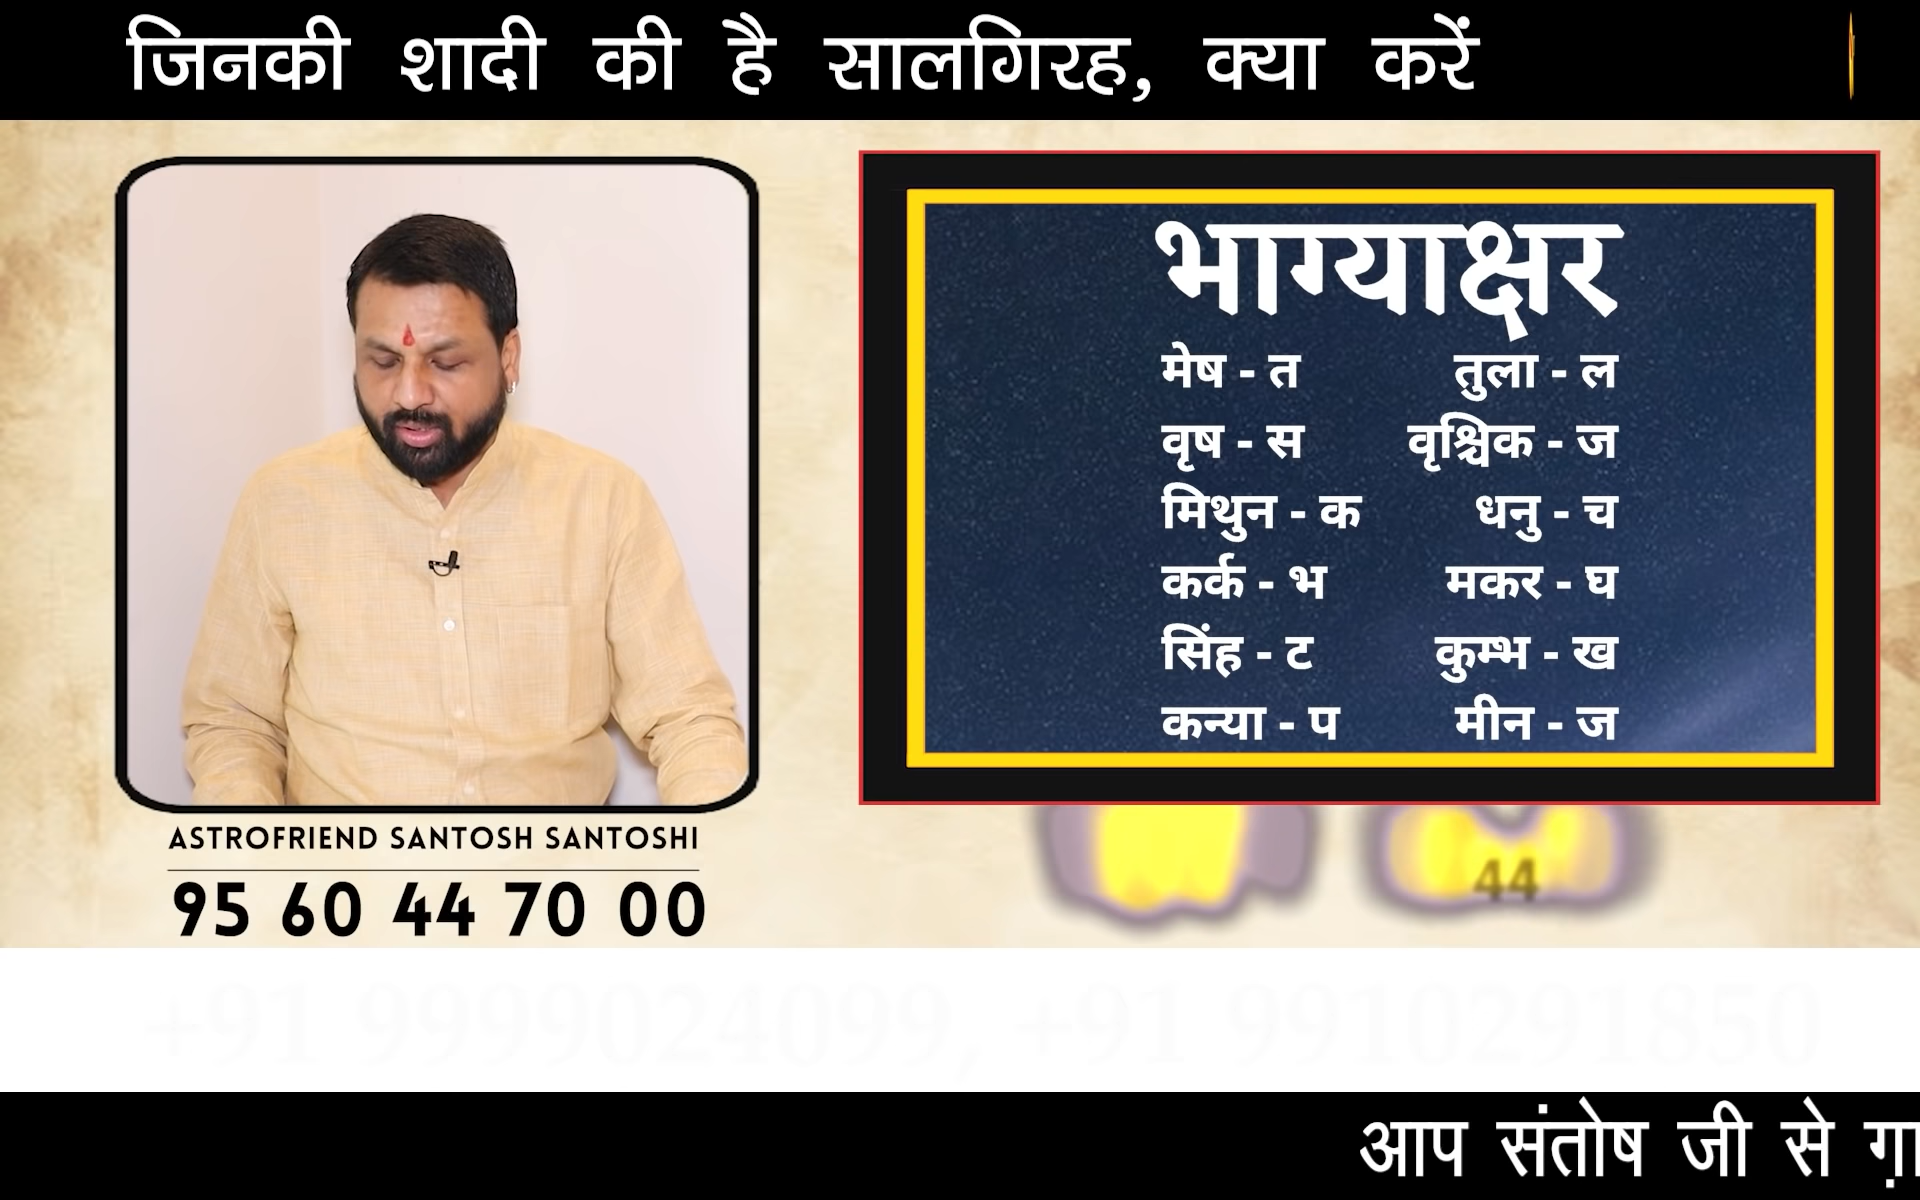 जिनकी शादी की है सालगिरह, क्या करें
भाग्याक्षर
मेष - त तुला - ल
वृष - स वृश्चिक - ज
मिथुन - क धनु - च
कर्क - भ मकर - घ
सिंह - ट कुम्भ - ख
कन्या - प मीन - ज
44
ASTROFRIEND SANTOSH SANTOSHI
95 60 44 70 00
+91 9999024099, +91 9910291850
आप संतोष जी से